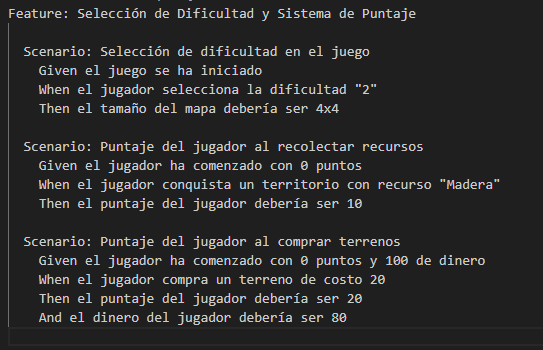 Feature: Selección de Dificultad y Sistema de Puntaje
Scenario: Selección de dificultad en el juego
Given el juego se ha iniciado
When el jugador selecciona la dificultad "2"
Then el tamaño del mapa debería ser 4x4
Scenario: Puntaje del jugador al recolectar recursos
Given el jugador ha comenzado con 0 puntos
When el jugador conquista un territorio con recurso "Madera"
Then el puntaje del jugador debería ser 10
Scenario: Puntaje del jugador al comprar terrenos
Given el jugador ha comenzado con 0 puntos y 100 de dinero
When el jugador compra un terreno de costo 20
Then el puntaje del jugador debería ser 20
And el dinero del jugador debería ser 80